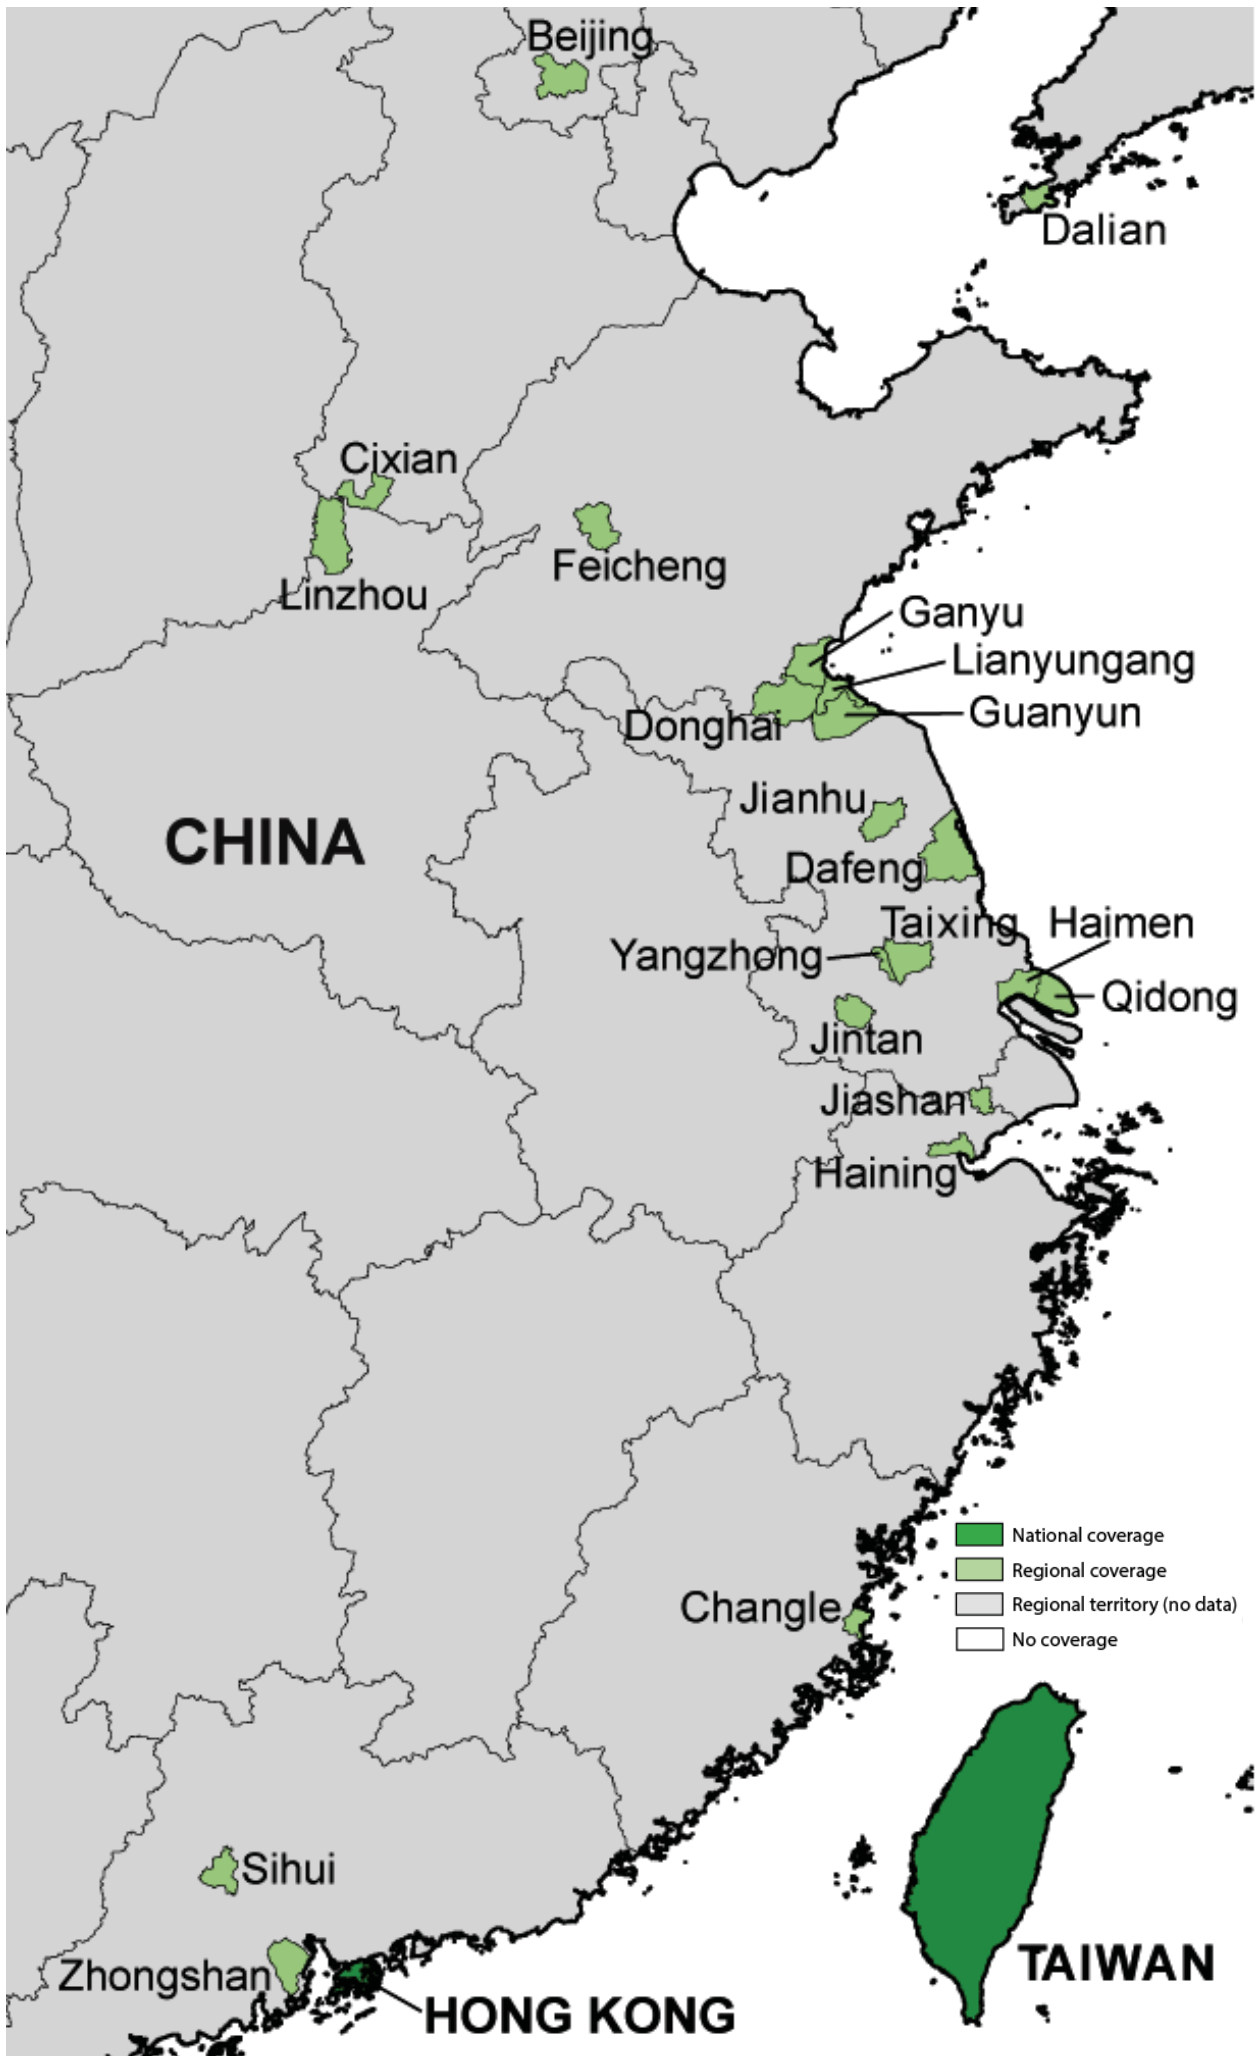 Beijing
Dalian
Cixian
Linzhou
Feicheng
Ganyu
Lianyungang
Donghai
Guanyun
Jianhu
CHINA
Dafeng
Taixing
Haimen
Yangzhong
Qidong
Jintan
Jiashan
Haining
National coverage
Regional coverage
Regional territory (no data)
No coverage
Changle
Sihui
Zhongshan
TAIWAN
HONG KONG